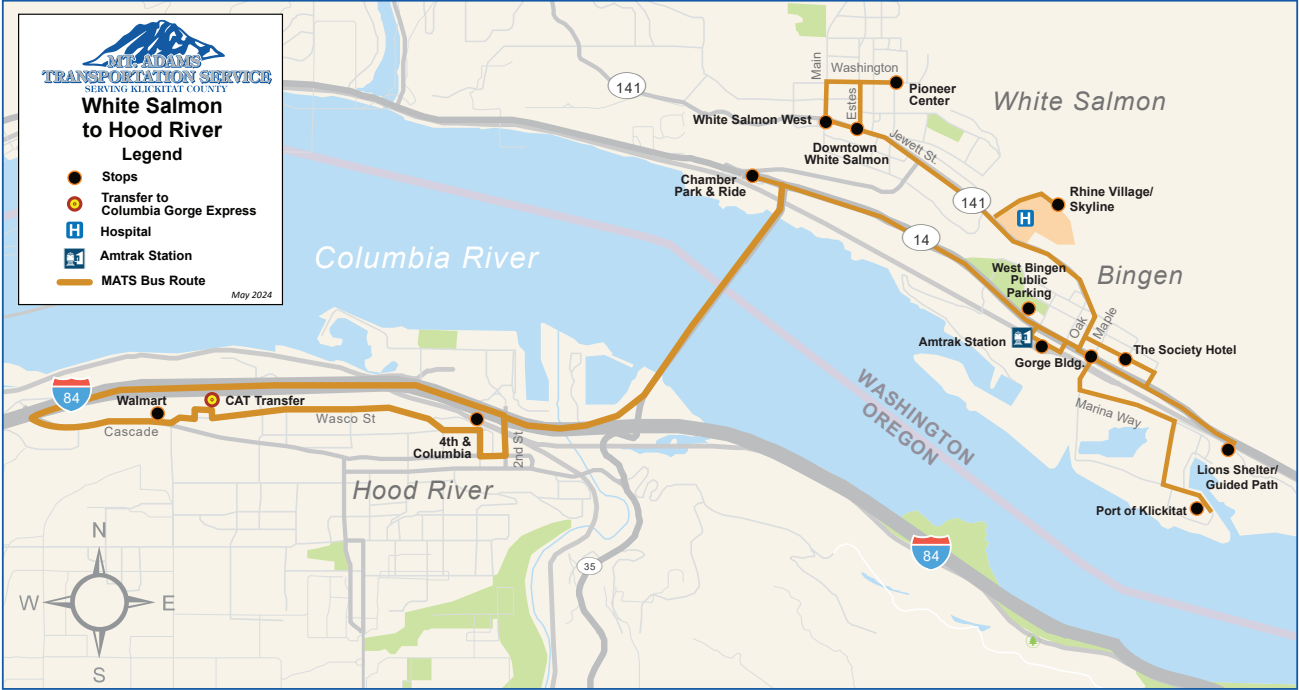 MT. ADAMS
TRANSPORTATION SERVICE
SERVING KLICKITAT COUNTY
White Salmon
to Hood River
Legend
Stops
Transfer to
Columbia Gorge Express
H
Hospital
Amtrak Station
MATS Bus Route
May 2024
141
Main
Washington
Estes
Pioneer
Center
White Salmon
White Salmon West
Downtown
White Salmon
Jewett St.
Chamber
Park & Ride
141
H
Rhine Village/
Skyline
14
Columbia River
West Bingen
Public
Parking
Bingen
Oak
Maple
Amtrak Station
Gorge Bldg.
The Society Hotel
Marina Way
WASHINGTON
OREGON
Lions Shelter/
Guided Path
Port of Klickitat
84
Walmart
CAT Transfer
Cascade
Wasco St
4th &
Columbia
2nd St.
Hood River
35
84
N
W
E
S